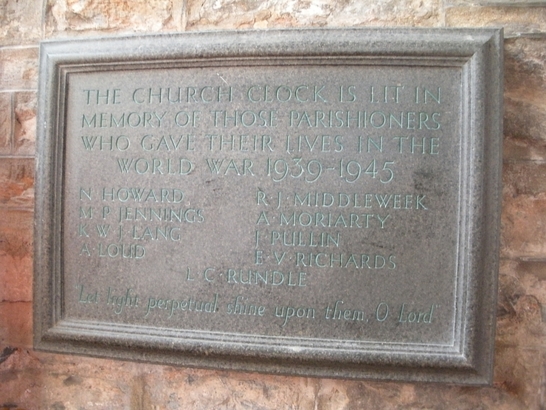 THE CHURCH CLOCK IS LIT IN
MEMORY OF THOSE PARISHIONERS
WHO GAVE THEIR LIVES IN THE
WORLD WAR 1939-1945
N. HOWARD R. J. MIDDLEWEEK
M. P. JENNINGS A. MORIARTY
K. W. J. LANG J. PULLIN
A. LOUD E. V. RICHARDS
L. C. RUNDLE
Let light perpetual shine upon them, O Lord